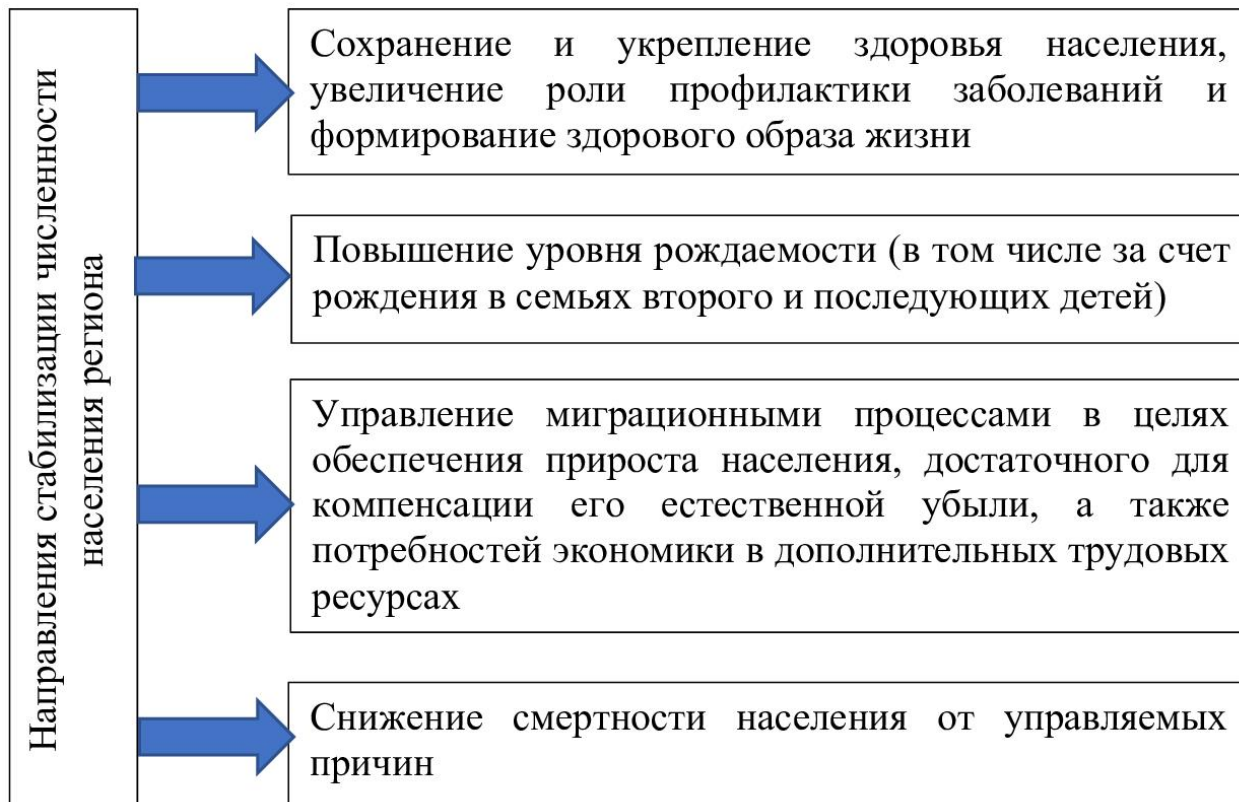 Направления стабилизации численности
населения региона
Сохранение и укрепление здоровья населения,
увеличение роли профилактики заболеваний и
формирование здорового образа жизни
Повышение уровня рождаемости (в том числе за счет
рождения в семьях второго и последующих детей)
Управление миграционными процессами в целях
обеспечения прироста населения, достаточного для
компенсации его естественной убыли, а также
потребностей экономики в дополнительных трудовых
ресурсах
Снижение смертности населения от управляемых
причин